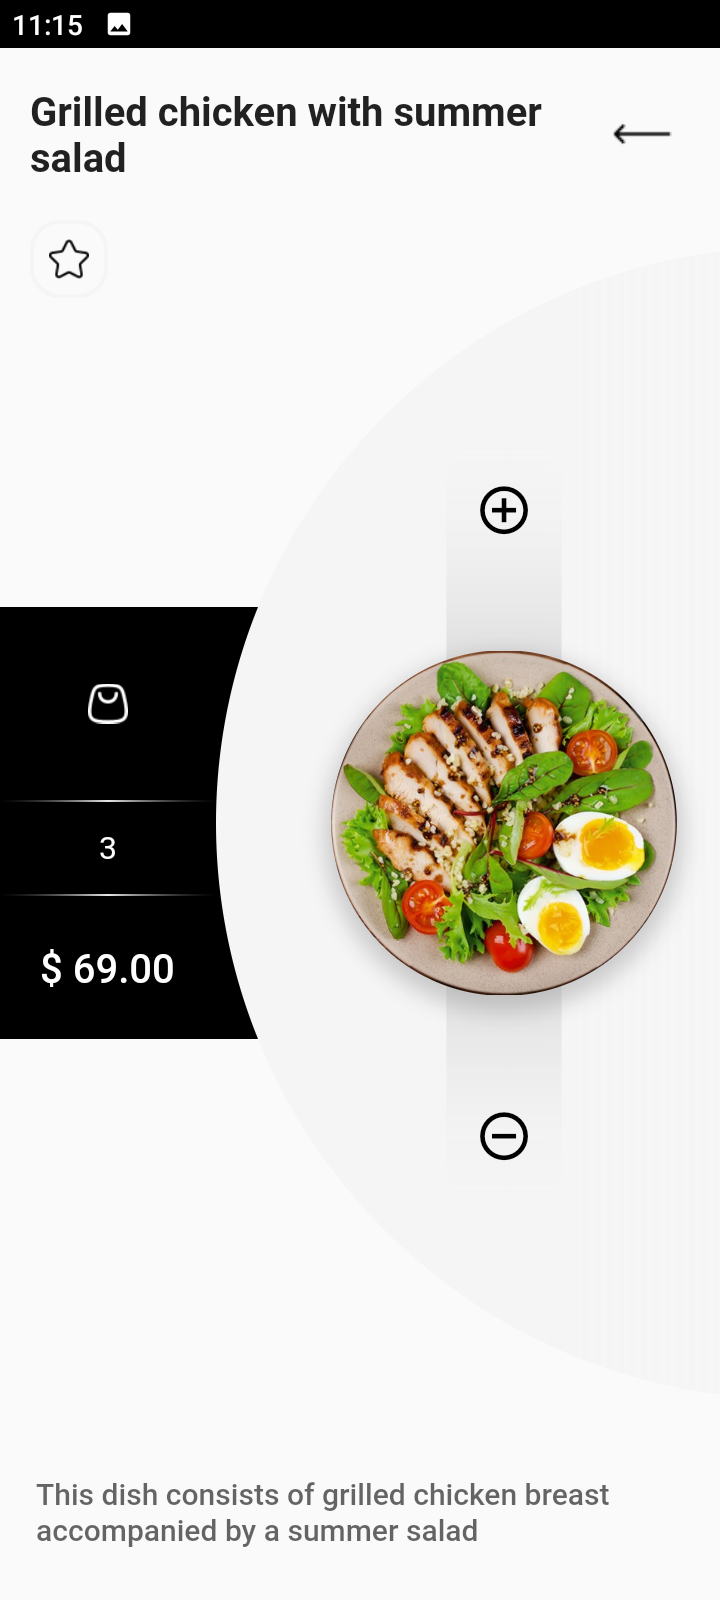 11:15
Grilled chicken with summer
salad
3
$ 69.00
This dish consists of grilled chicken breast
accompanied by a summer salad